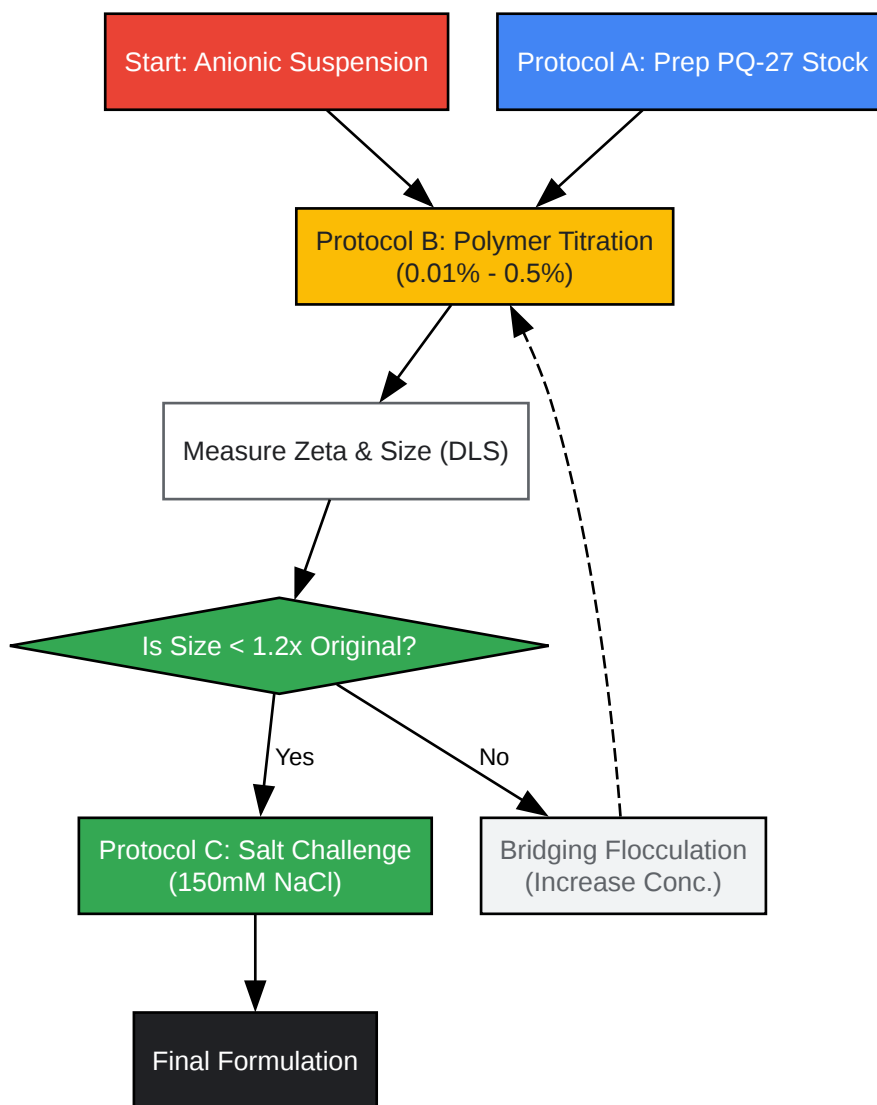 Start: Anionic Suspension
Protocol A: Prep PQ-27 Stock
Protocol B: Polymer Titration
(0.01% - 0.5%)
Measure Zeta & Size (DLS)
Is Size < 1.2x Original?
Yes
No
Protocol C: Salt Challenge
(150mM NaCl)
Bridging Flocculation
(Increase Conc.)
Final Formulation